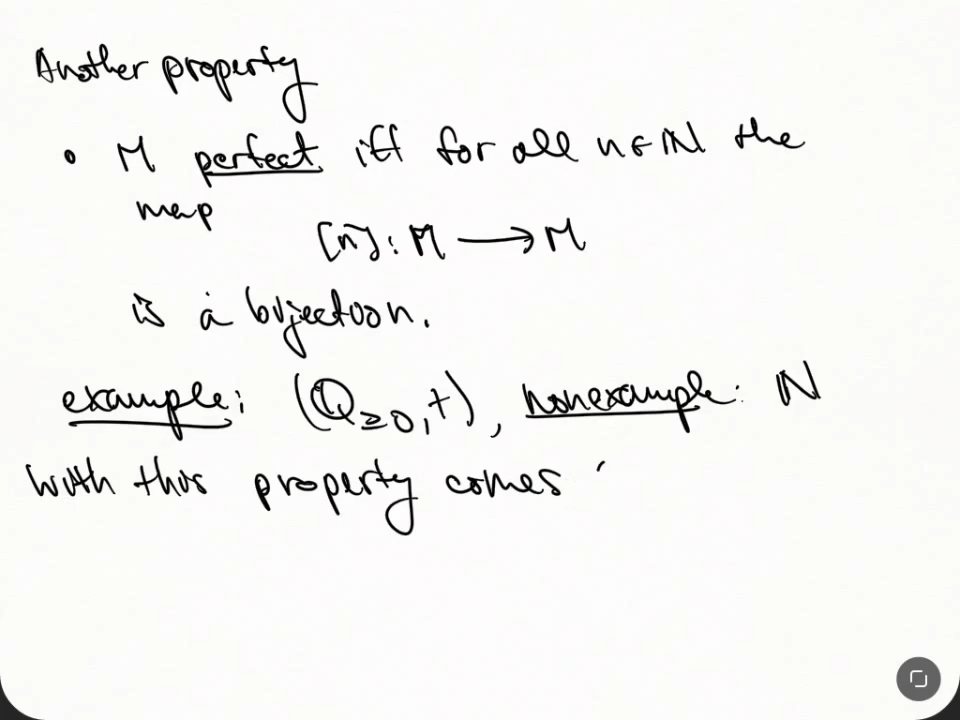 Another property
• M perfect iff for all n ∈ ℕ the
map
[n] : M ⟶ M
is a bijection.
example: (ℚ≥0, +), nonexample: ℕ
with this property comes